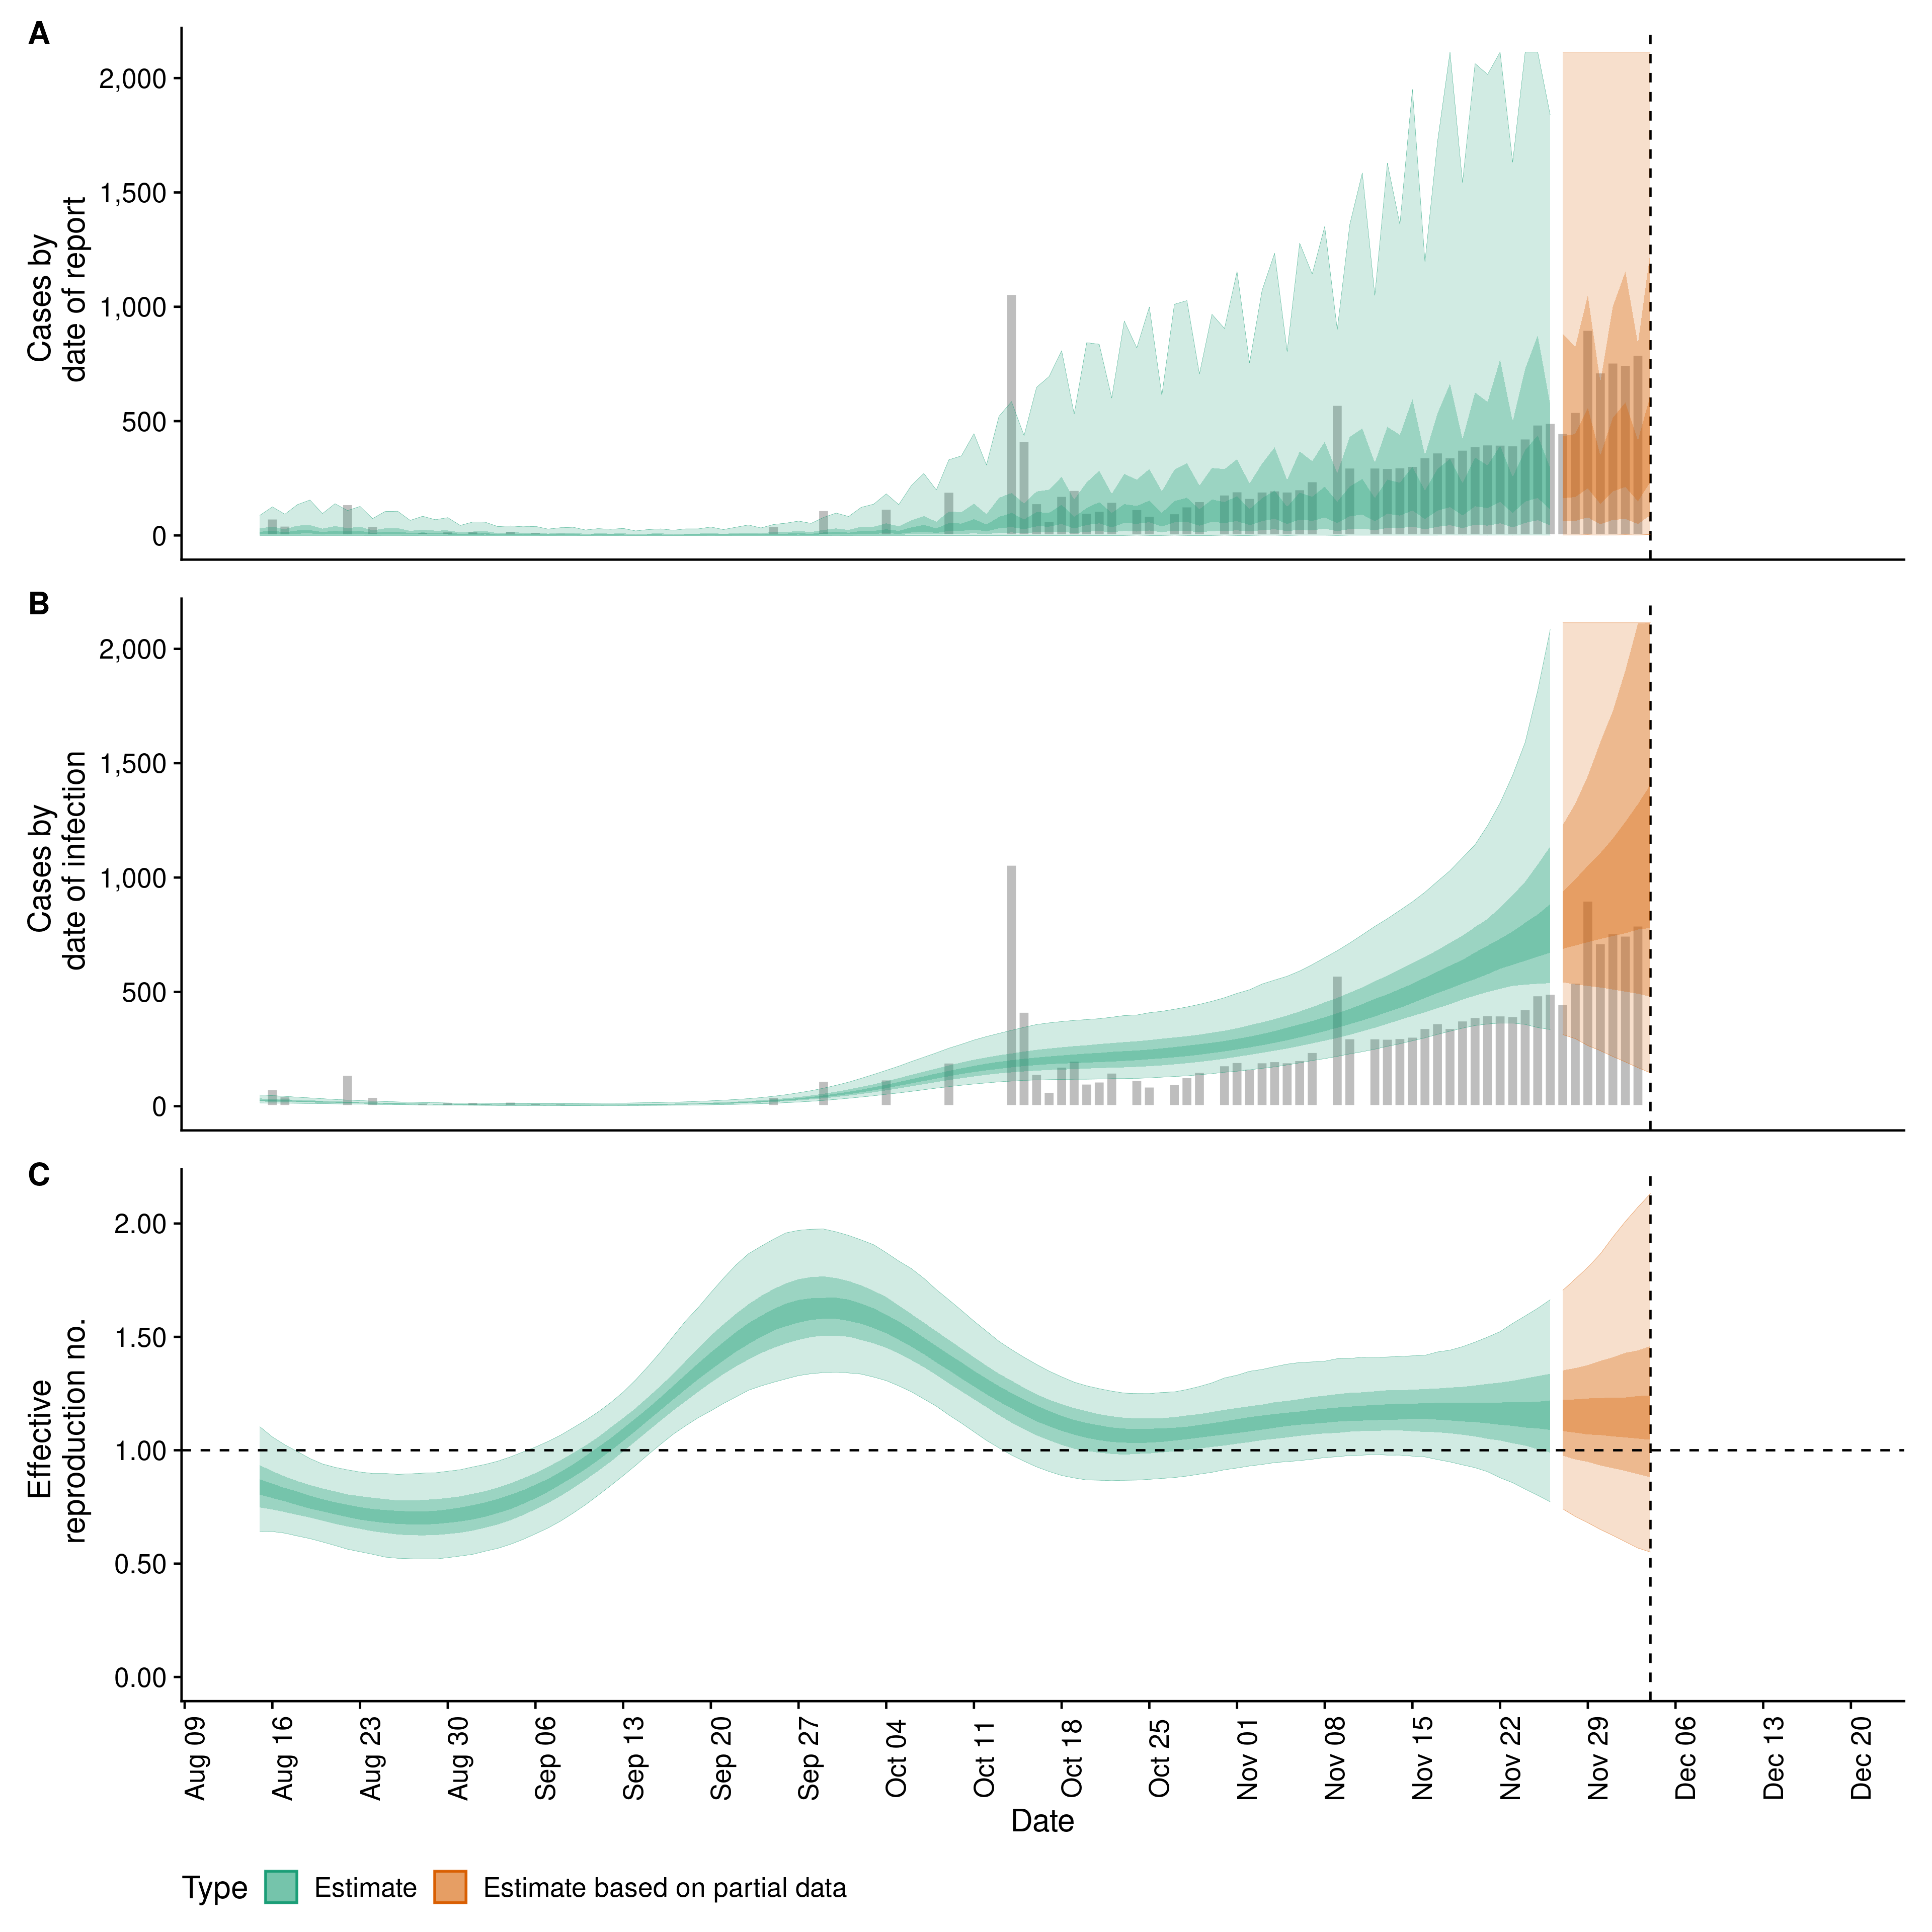 A
Cases by
date of report
2,000
1,500
1,000
500
0
B
Cases by
date of infection
2,000
1,500
1,000
500
0
C
Effective
reproduction no.
2.00
1.50
1.00
0.50
0.00
Aug 09
Aug 16
Aug 23
Aug 30
Sep 06
Sep 13
Sep 20
Sep 27
Oct 04
Oct 11
Oct 18
Oct 25
Nov 01
Nov 08
Nov 15
Nov 22
Nov 29
Dec 06
Dec 13
Dec 20
Date
Type Estimate Estimate based on partial data